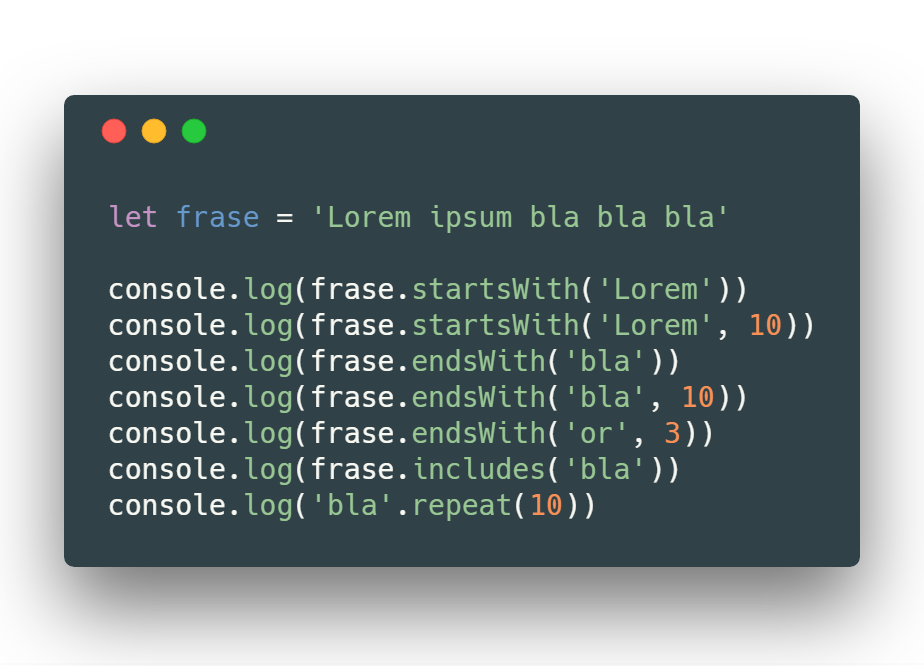 let frase = 'Lorem ipsum bla bla bla'
console.log(frase.startsWith('Lorem'))
console.log(frase.startsWith('Lorem', 10))
console.log(frase.endsWith('bla'))
console.log(frase.endsWith('bla', 10))
console.log(frase.endsWith('or', 3))
console.log(frase.includes('bla'))
console.log('bla'.repeat(10))